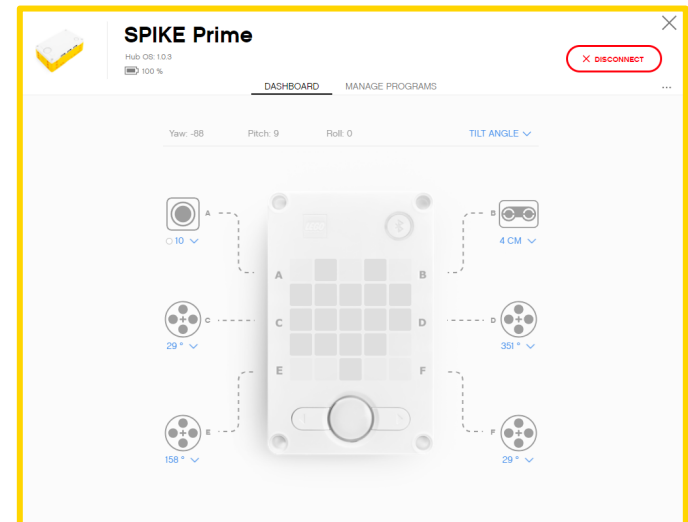 SPIKE Prime
Hub OS: 1.0.3
100 %
DISCONNECT
DASHBOARD MANAGE PROGRAMS
...
Yaw: -88 Pitch: 9 Roll: 0 TILT ANGLE
A B
10 4 CM
A B
C C D D
29 ° 351 °
E F
E F
158 ° 29 °